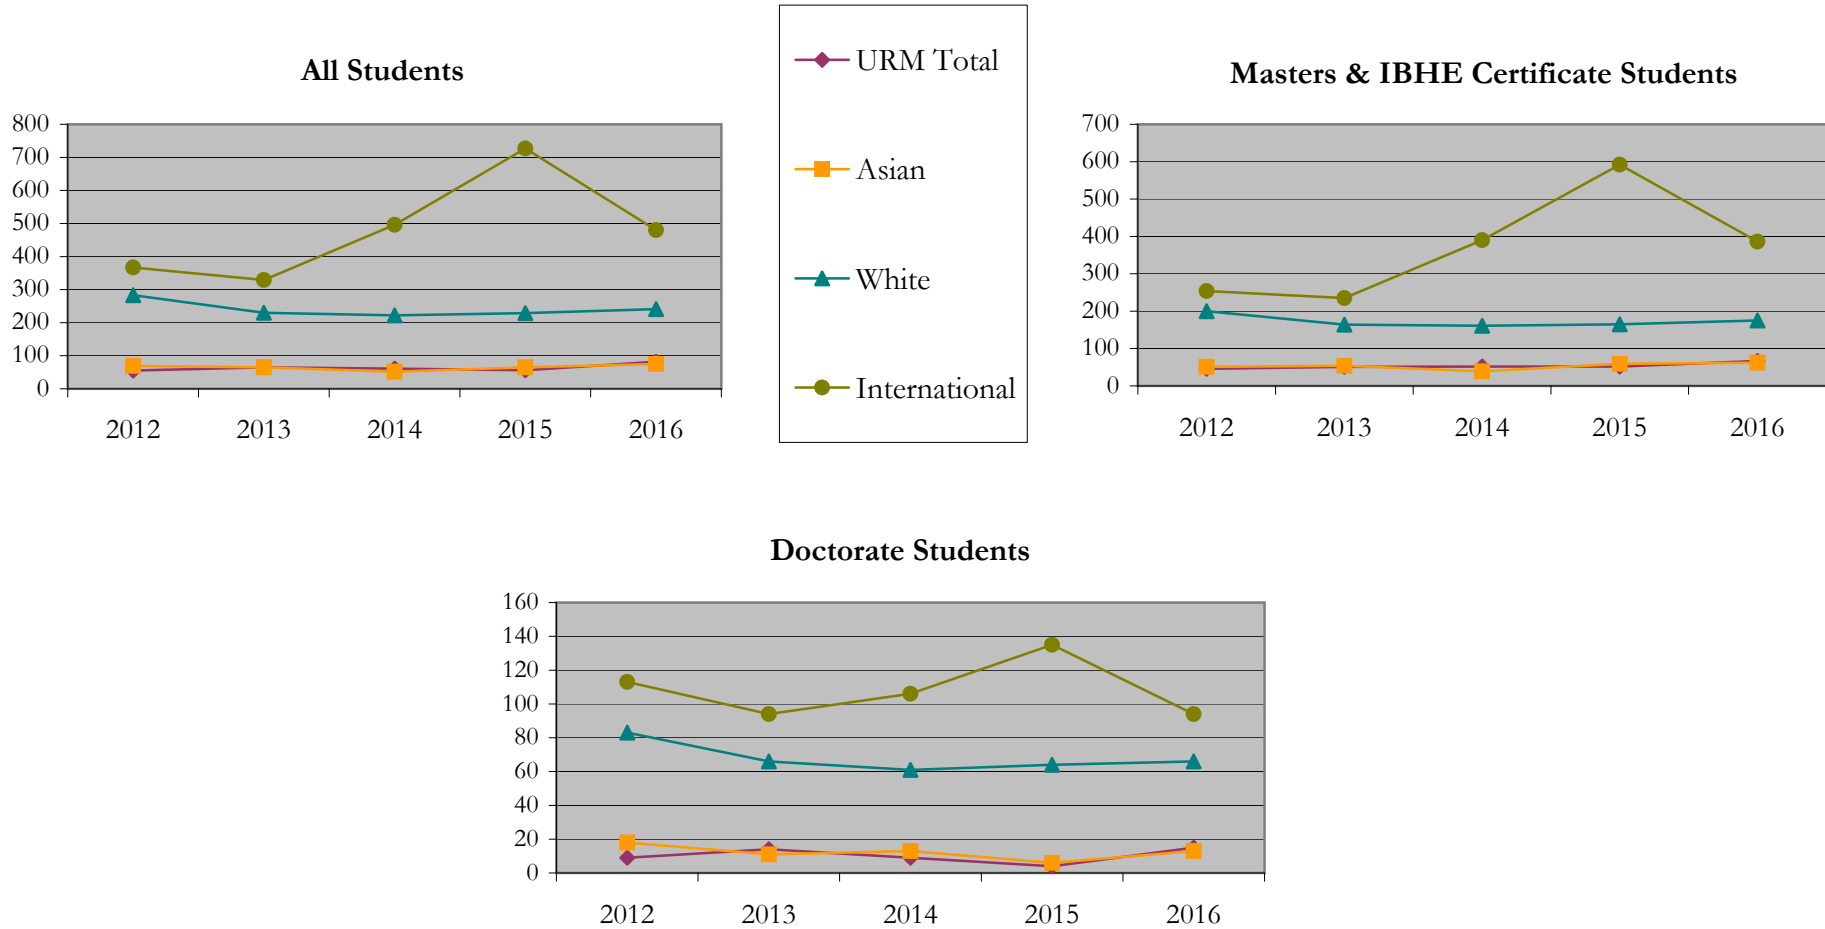 All Students
800
700
600
500
400
300
200
100
0
2012 2013 2014 2015 2016
URM Total
Asian
White
International
Masters & IBHE Certificate Students
700
600
500
400
300
200
100
0
2012 2013 2014 2015 2016
Doctorate Students
160
140
120
100
80
60
40
20
0
2012 2013 2014 2015 2016